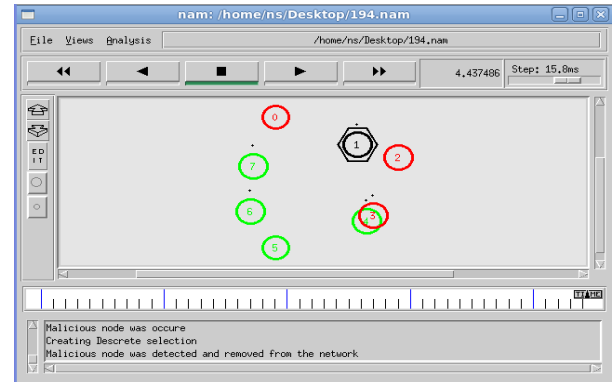 nam: /home/ns/Desktop/194.nam
File Views Analysis /home/ns/Desktop/194.nam
4.437486 Step: 15.8ms
ED
IT
0
1
2
7
3
4
6
5
TIME
Malicious node was occure
Creating Descrete selection
Malicious node was detected and removed from the network